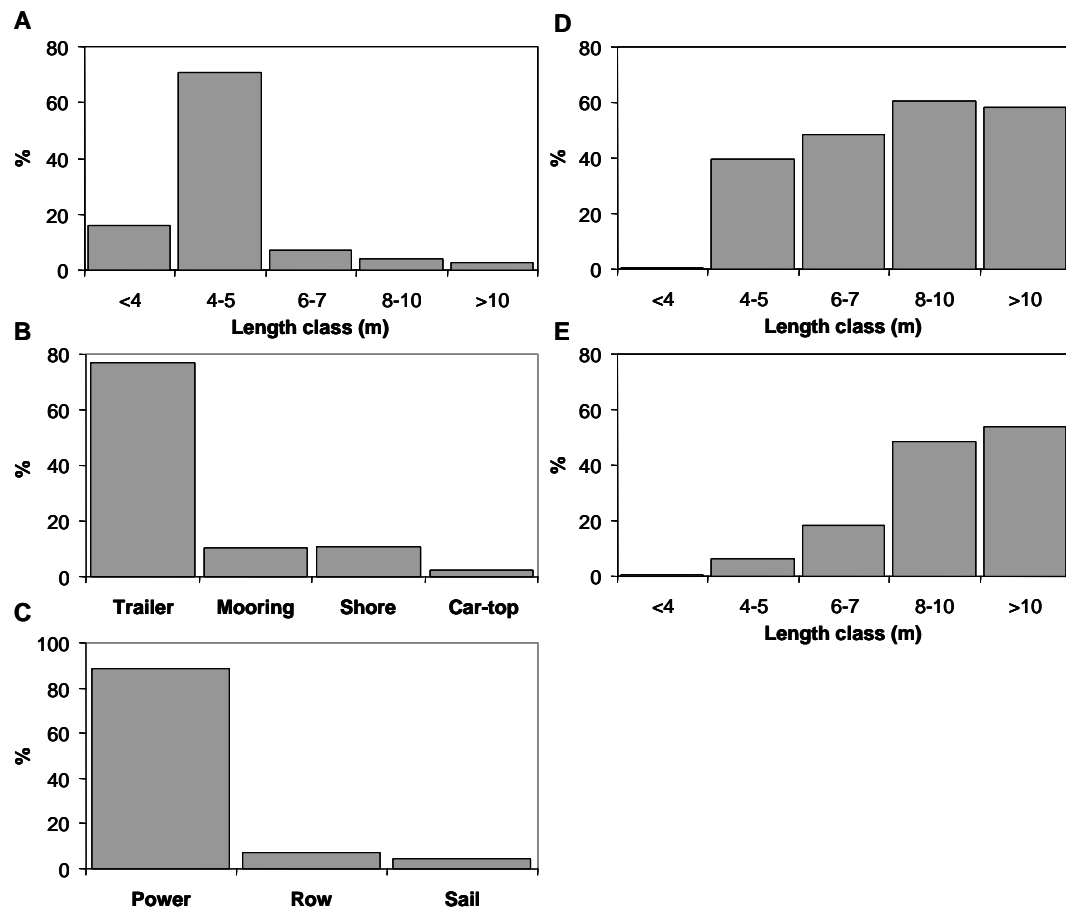 A
80
60
40
20
0
%
<4 4-5 6-7 8-10 >10
Length class (m)
B
80
60
40
20
0
%
Trailer Mooring Shore Car-top
C
100
80
60
40
20
0
%
Power Row Sail
D
80
60
40
20
0
%
<4 4-5 6-7 8-10 >10
Length class (m)
E
80
60
40
20
0
%
<4 4-5 6-7 8-10 >10
Length class (m)